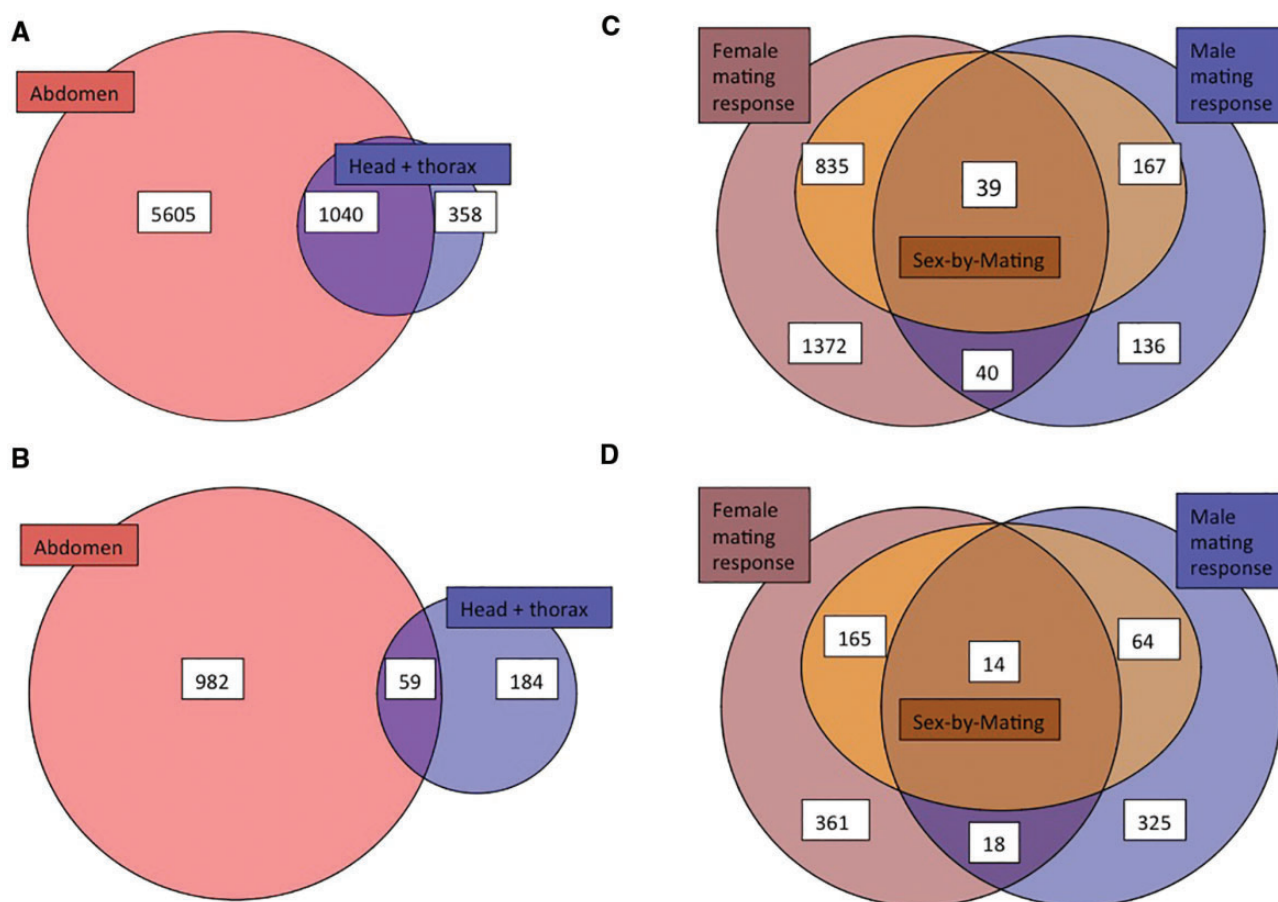 A
Abdomen
Head + thorax
5605
1040
358
B
Abdomen
Head + thorax
982
59
184
C
Female
mating
response
Male
mating
response
835
39
167
Sex-by-Mating
1372
40
136
D
Female
mating
response
Male
mating
response
165
14
64
Sex-by-Mating
361
18
325